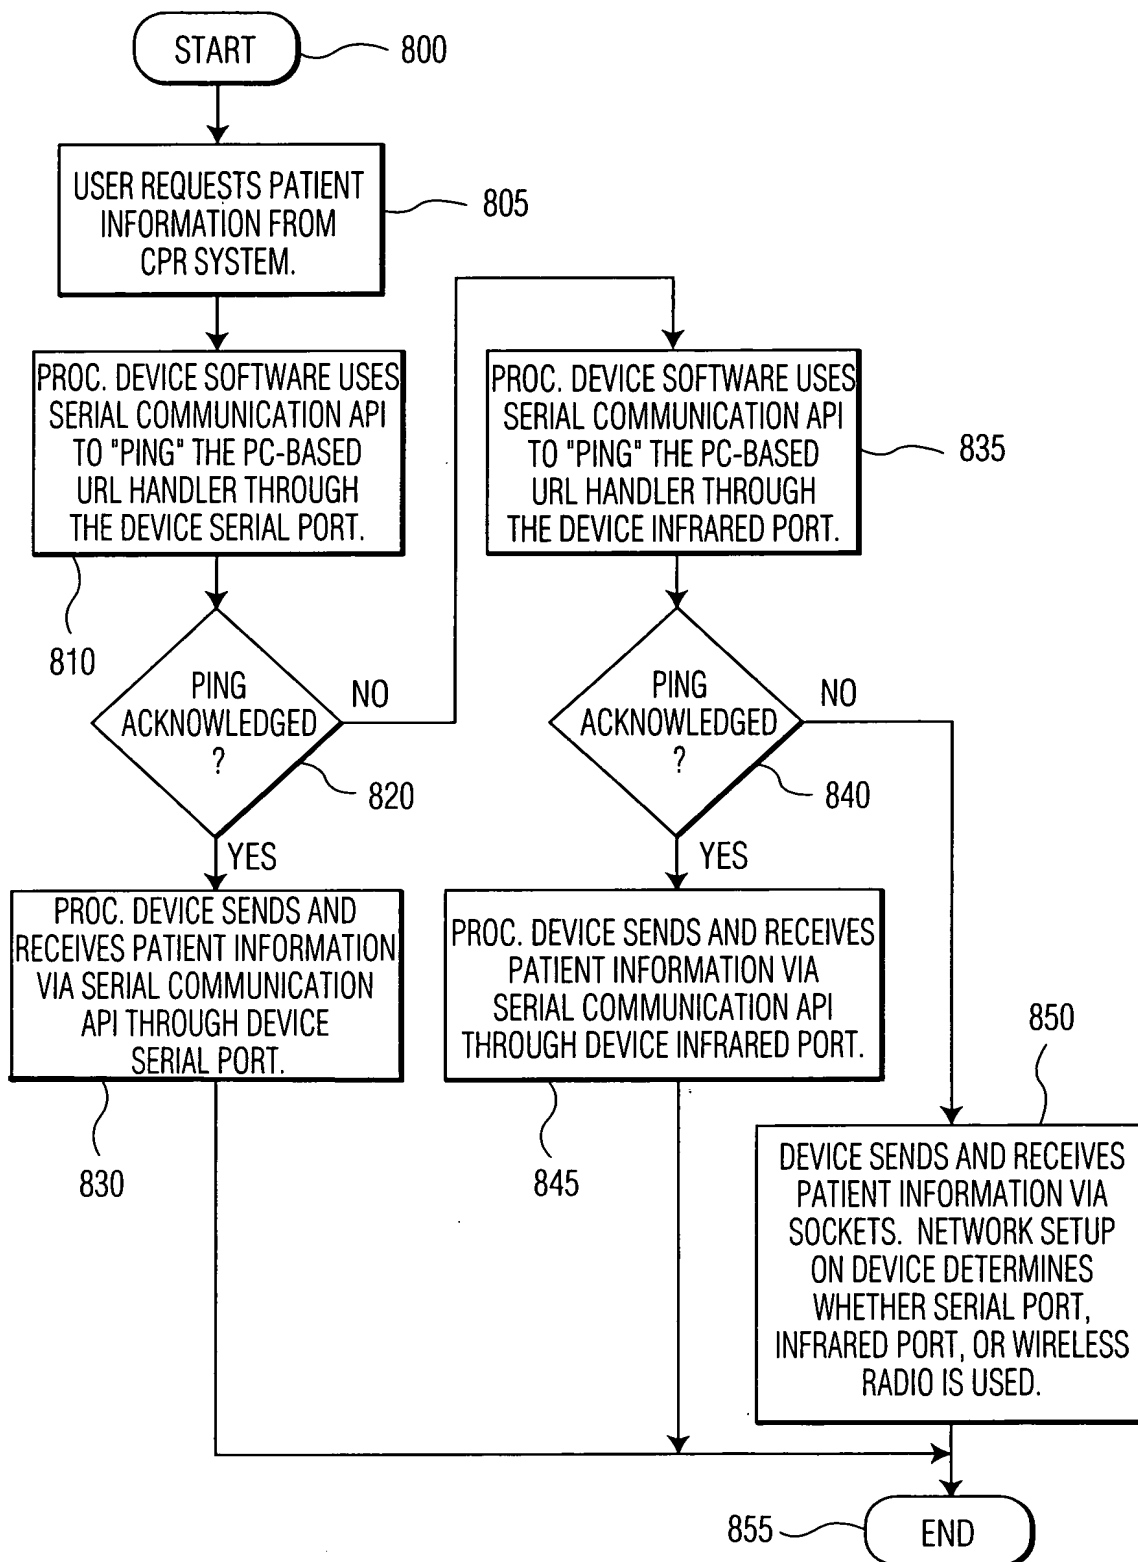 START
800
USER REQUESTS PATIENT
INFORMATION FROM
CPR SYSTEM.
805
PROC. DEVICE SOFTWARE USES
SERIAL COMMUNICATION API
TO "PING" THE PC-BASED
URL HANDLER THROUGH
THE DEVICE SERIAL PORT.
810
PING
ACKNOWLEDGED
?
NO
820
YES
PROC. DEVICE SENDS AND
RECEIVES PATIENT INFORMATION
VIA SERIAL COMMUNICATION
API THROUGH DEVICE
SERIAL PORT.
830
PROC. DEVICE SOFTWARE USES
SERIAL COMMUNICATION API
TO "PING" THE PC-BASED
URL HANDLER THROUGH
THE DEVICE INFRARED PORT.
835
PING
ACKNOWLEDGED
?
NO
840
YES
PROC. DEVICE SENDS AND RECEIVES
PATIENT INFORMATION VIA
SERIAL COMMUNICATION API
THROUGH DEVICE INFRARED PORT.
845
850
DEVICE SENDS AND RECEIVES
PATIENT INFORMATION VIA
SOCKETS. NETWORK SETUP
ON DEVICE DETERMINES
WHETHER SERIAL PORT,
INFRARED PORT, OR WIRELESS
RADIO IS USED.
855
END